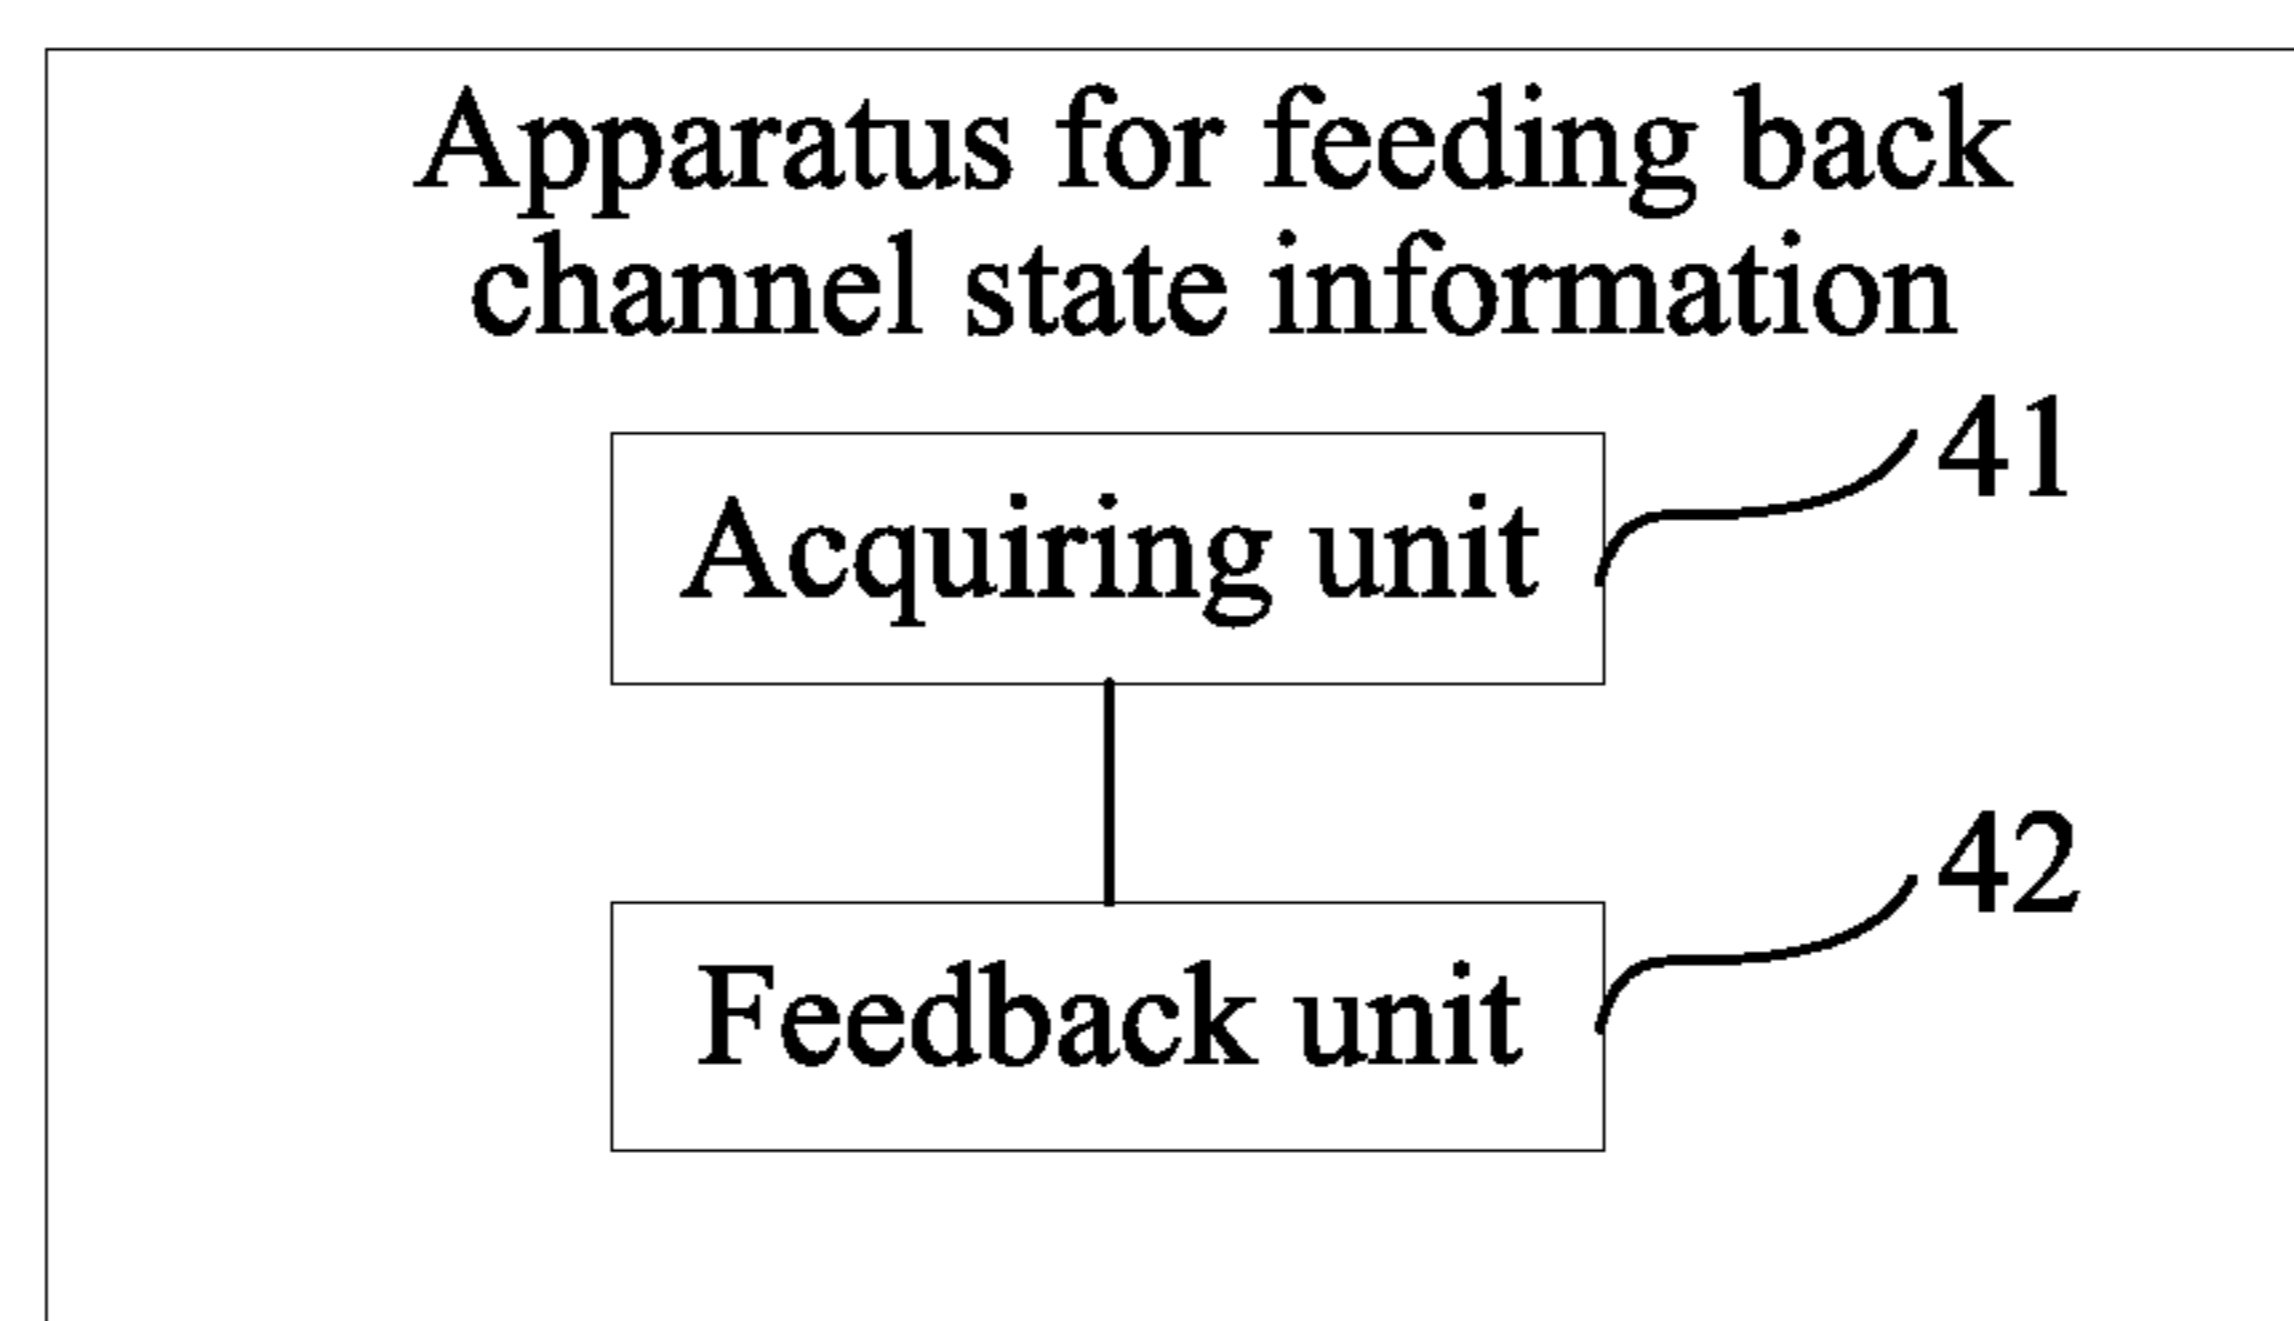 Apparatus for feeding back
channel state information
41
Acquiring unit
42
Feedback unit